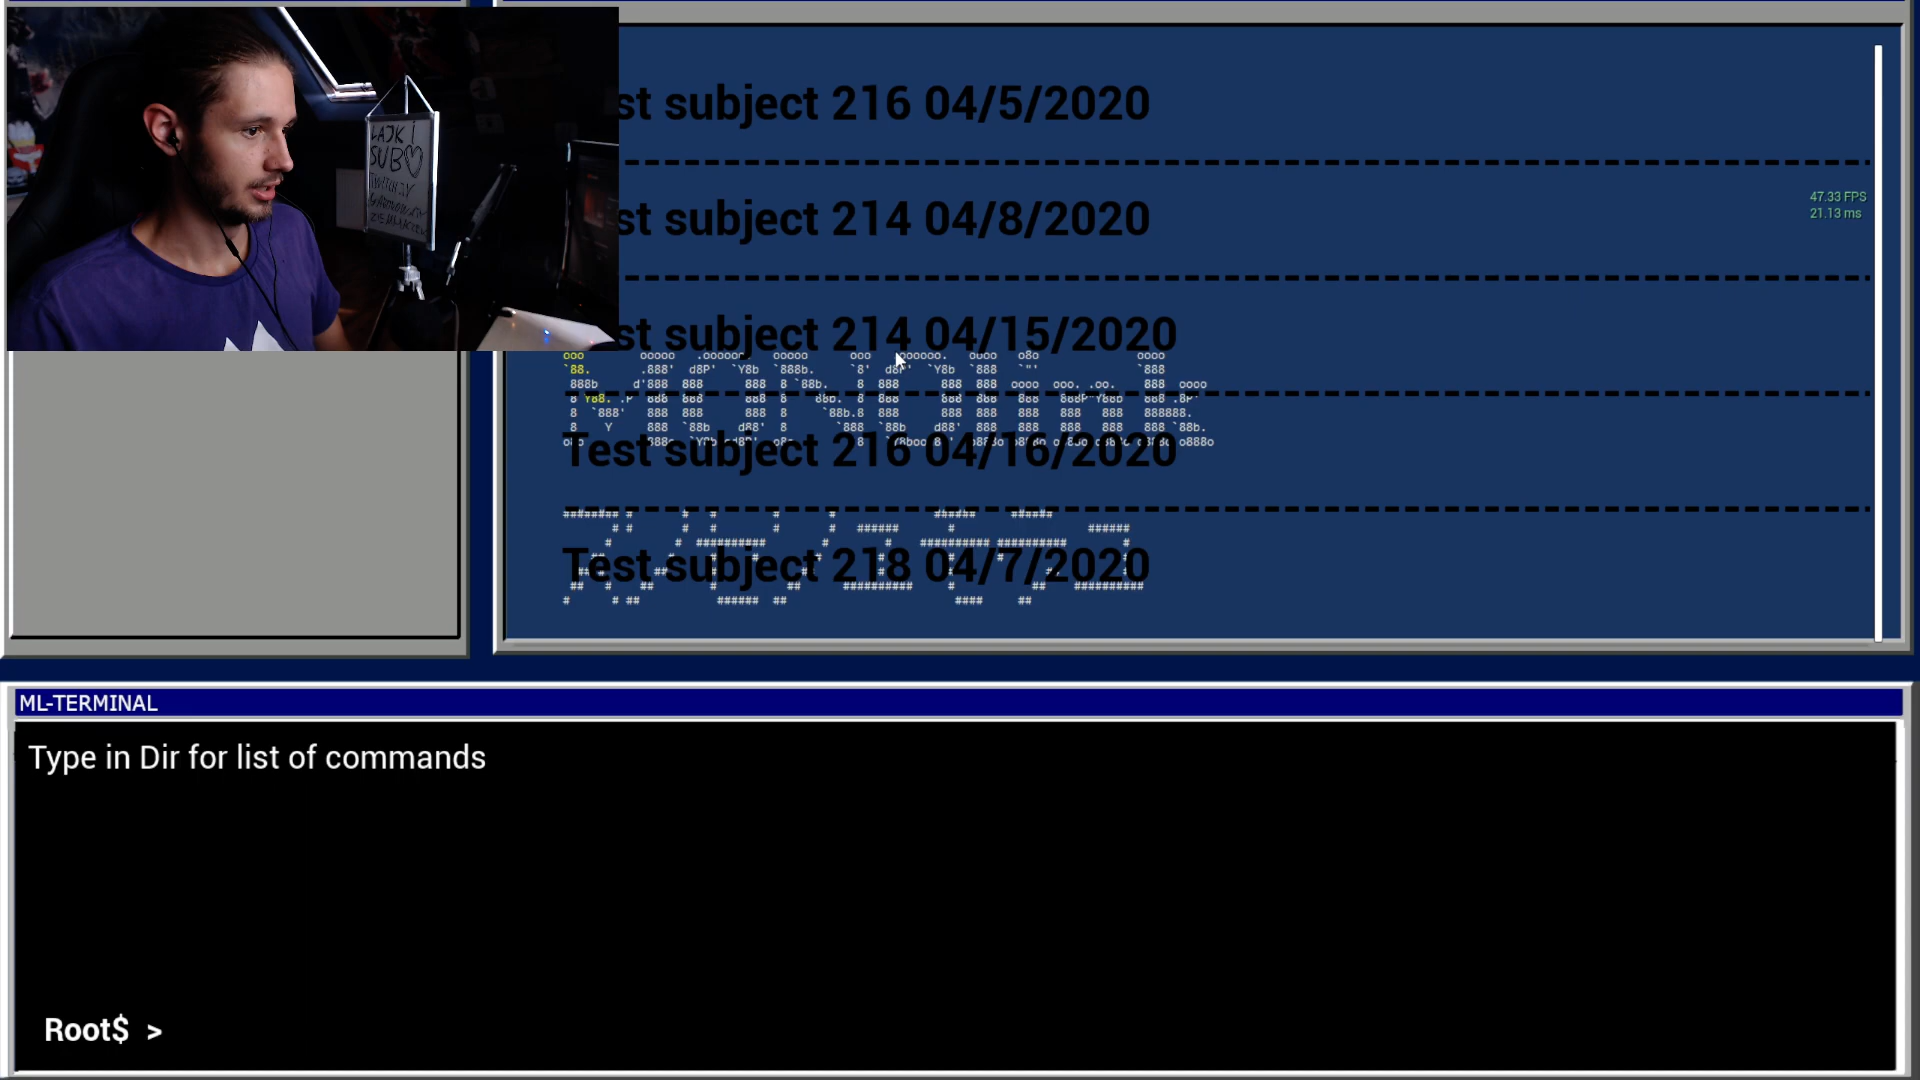 st subject 216 04/5/2020
st subject 214 04/8/2020
47.33 FPS
21.13 ms
st subject 214 04/15/2020
Test subject 216 04/16/2020
Test subject 218 04/7/2020
LAJK i
SUB♡
ML-TERMINAL
Type in Dir for list of commands
Root$ >